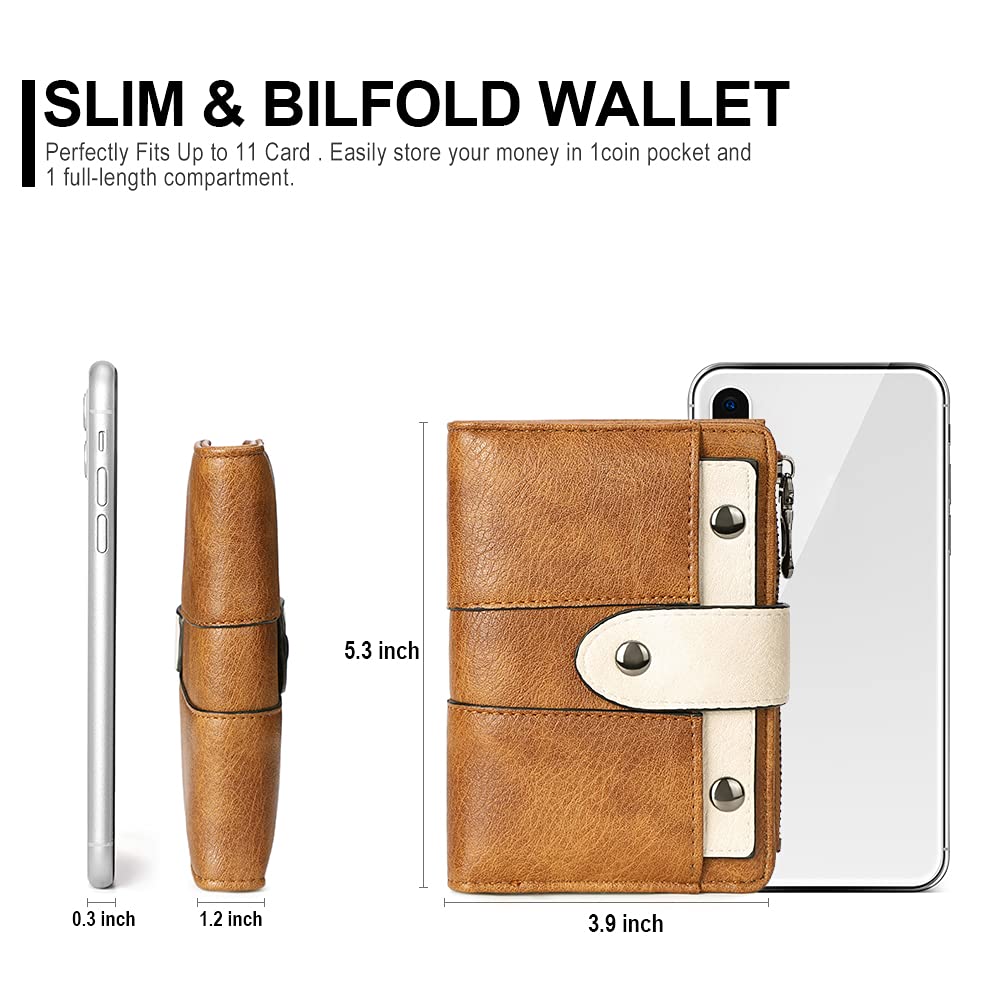 SLIM & BILFOLD WALLET
Perfectly Fits Up to 11 Card . Easily store your money in 1coin pocket and
1 full-length compartment.
5.3 inch
0.3 inch
1.2 inch
3.9 inch